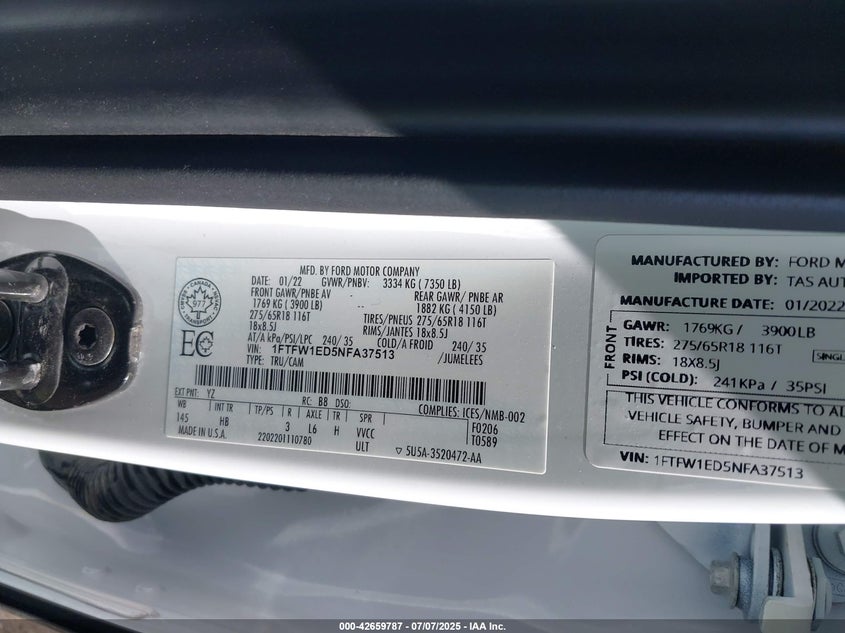 MFD. BY FORD MOTOR COMPANY
DATE: 01/22 GVWR/PNBV: 3334 KG ( 7350 LB)
FRONT GAWR/PNBE AV REAR GAWR/ PNBE AR
1769 KG ( 3900 LB) 1882 KG ( 4150 LB)
275/65R18 116T TIRES/PNEUS 275/65R18 116T
18x8.5J RIMS/JANTES 18x8.5J
AT/A kPa/PSI/LPC 240/ 35 COLD/A FROID 240/ 35
VIN: 1FTFW1ED5NFA37513 /JUMELEES
TYPE: TRU/CAM
CANADA
977
TRANSPORT
EC
EXT PNT: YZ RC: B8 DSO: COMPLIES: ICES/NMB-002
WB INT TR TP/PS R AXLE TR SPR F0206
145 HB 3 L6 H VVCC T0589
MADE IN U.S.A. 2202201110780 ULT ▽ 5U5A-3520472-AA
MANUFACTURED BY: FORD M
IMPORTED BY: TAS AUT
MANUFACTURE DATE: 01/2022
FRONT
GAWR: 1769KG / 3900LB
TIRES: 275/65R18 116T
RIMS: 18X8.5J
PSI (COLD): 241KPa / 35PSI
SINGL
THIS VEHICLE CONFORMS TO AL
VEHICLE SAFETY, BUMPER AND
EFFECT ON THE DATE OF M
VIN: 1FTFW1ED5NFA37513
000-42659787 - 07/07/2025 - IAA Inc.